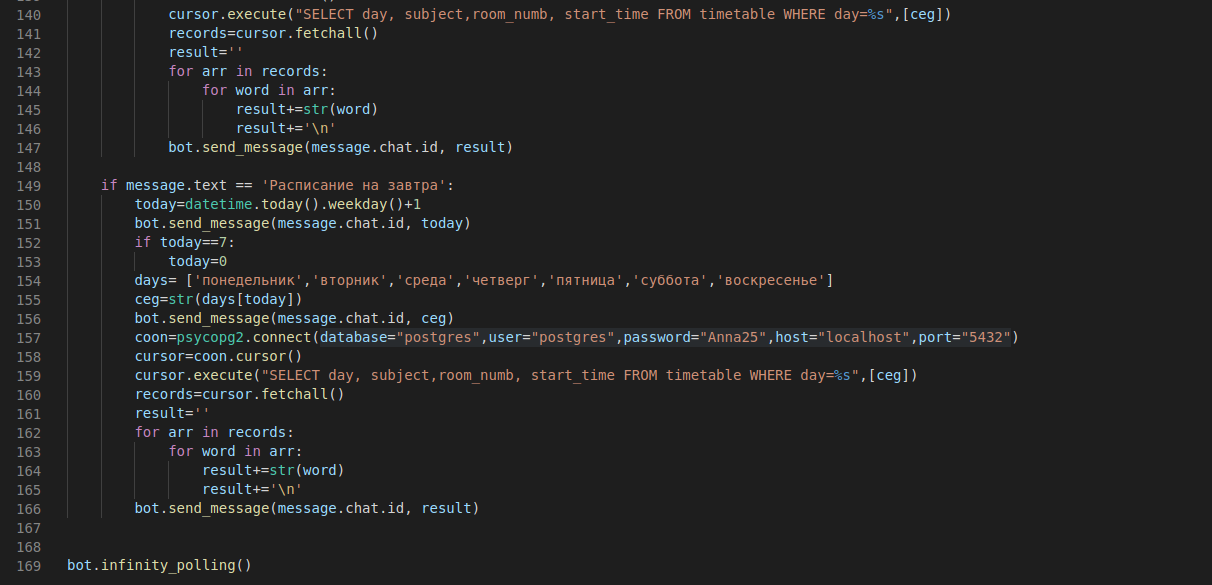 140 cursor.execute("SELECT day, subject,room_numb, start_time FROM timetable WHERE day=%s",[ceg])
141 records=cursor.fetchall()
142 result=''
143 for arr in records:
144 for word in arr:
145 result+=str(word)
146 result+='\n'
147 bot.send_message(message.chat.id, result)
148
149 if message.text == 'Расписание на завтра':
150 today=datetime.today().weekday()+1
151 bot.send_message(message.chat.id, today)
152 if today==7:
153 today=0
154 days= ['понедельник','вторник','среда','четверг','пятница','суббота','воскресенье']
155 ceg=str(days[today])
156 bot.send_message(message.chat.id, ceg)
157 coon=psycopg2.connect(database="postgres",user="postgres",password="Anna25",host="localhost",port="5432")
158 cursor=coon.cursor()
159 cursor.execute("SELECT day, subject,room_numb, start_time FROM timetable WHERE day=%s",[ceg])
160 records=cursor.fetchall()
161 result=''
162 for arr in records:
163 for word in arr:
164 result+=str(word)
165 result+='\n'
166 bot.send_message(message.chat.id, result)
167
168
169 bot.infinity_polling()